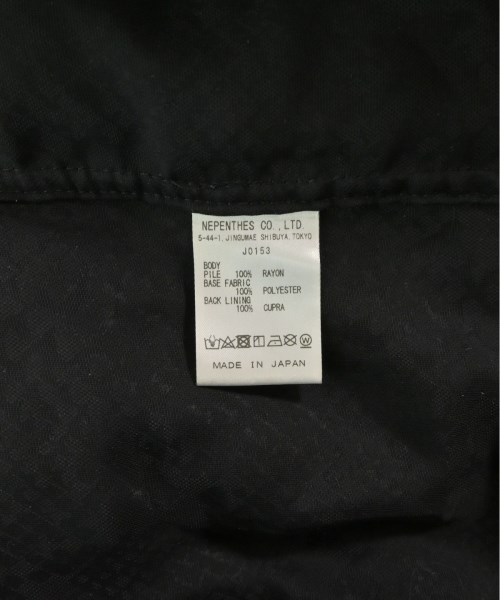 NEPENTHES CO.,LTD.
5-44-1,JINGUMAE SHIBUYA,TOKYO
J0153
BODY
PILE 100% RAYON
BASE FABRIC
100% POLYESTER
BACK LINING
100% CUPRA
W
MADE IN JAPAN